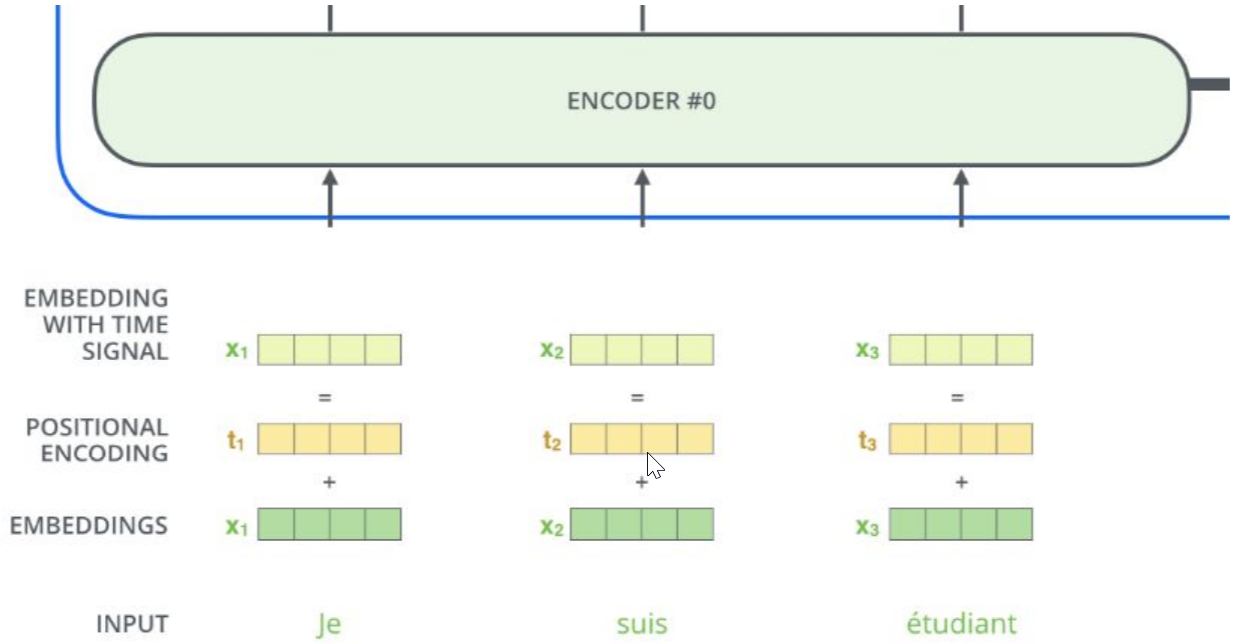 ENCODER #0
EMBEDDING
WITH TIME
SIGNAL
x₁ x₂ x₃
= = =
POSITIONAL
ENCODING
t₁ t₂ t₃
+ + +
EMBEDDINGS x₁ x₂ x₃
INPUT Je suis étudiant